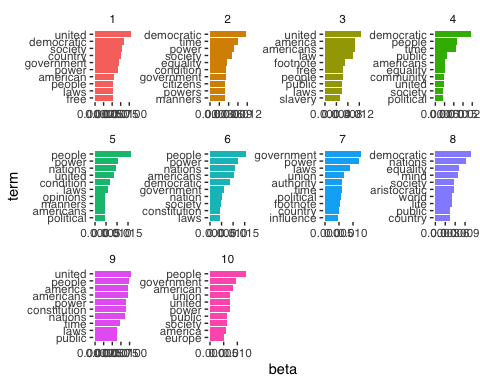 1
united
democratic
society
country
government
power
american
people
laws
free
2
democratic
time
power
society
equality
condition
government
citizens
powers
manners
3
united
america
americans
law
footnote
free
people
public
laws
slavery
4
democratic
people
time
public
americans
equality
community
united
society
political
5
people
power
nations
united
condition
laws
opinions
manners
americans
political
6
people
power
nations
americans
democratic
government
nation
society
constitution
laws
7
government
power
laws
union
authority
time
political
footnote
country
influence
8
democratic
nations
equality
mind
society
aristocratic
world
life
public
country
9
united
people
america
americans
power
constitution
nations
time
laws
public
10
people
government
american
union
united
power
public
society
america
europe
term
beta